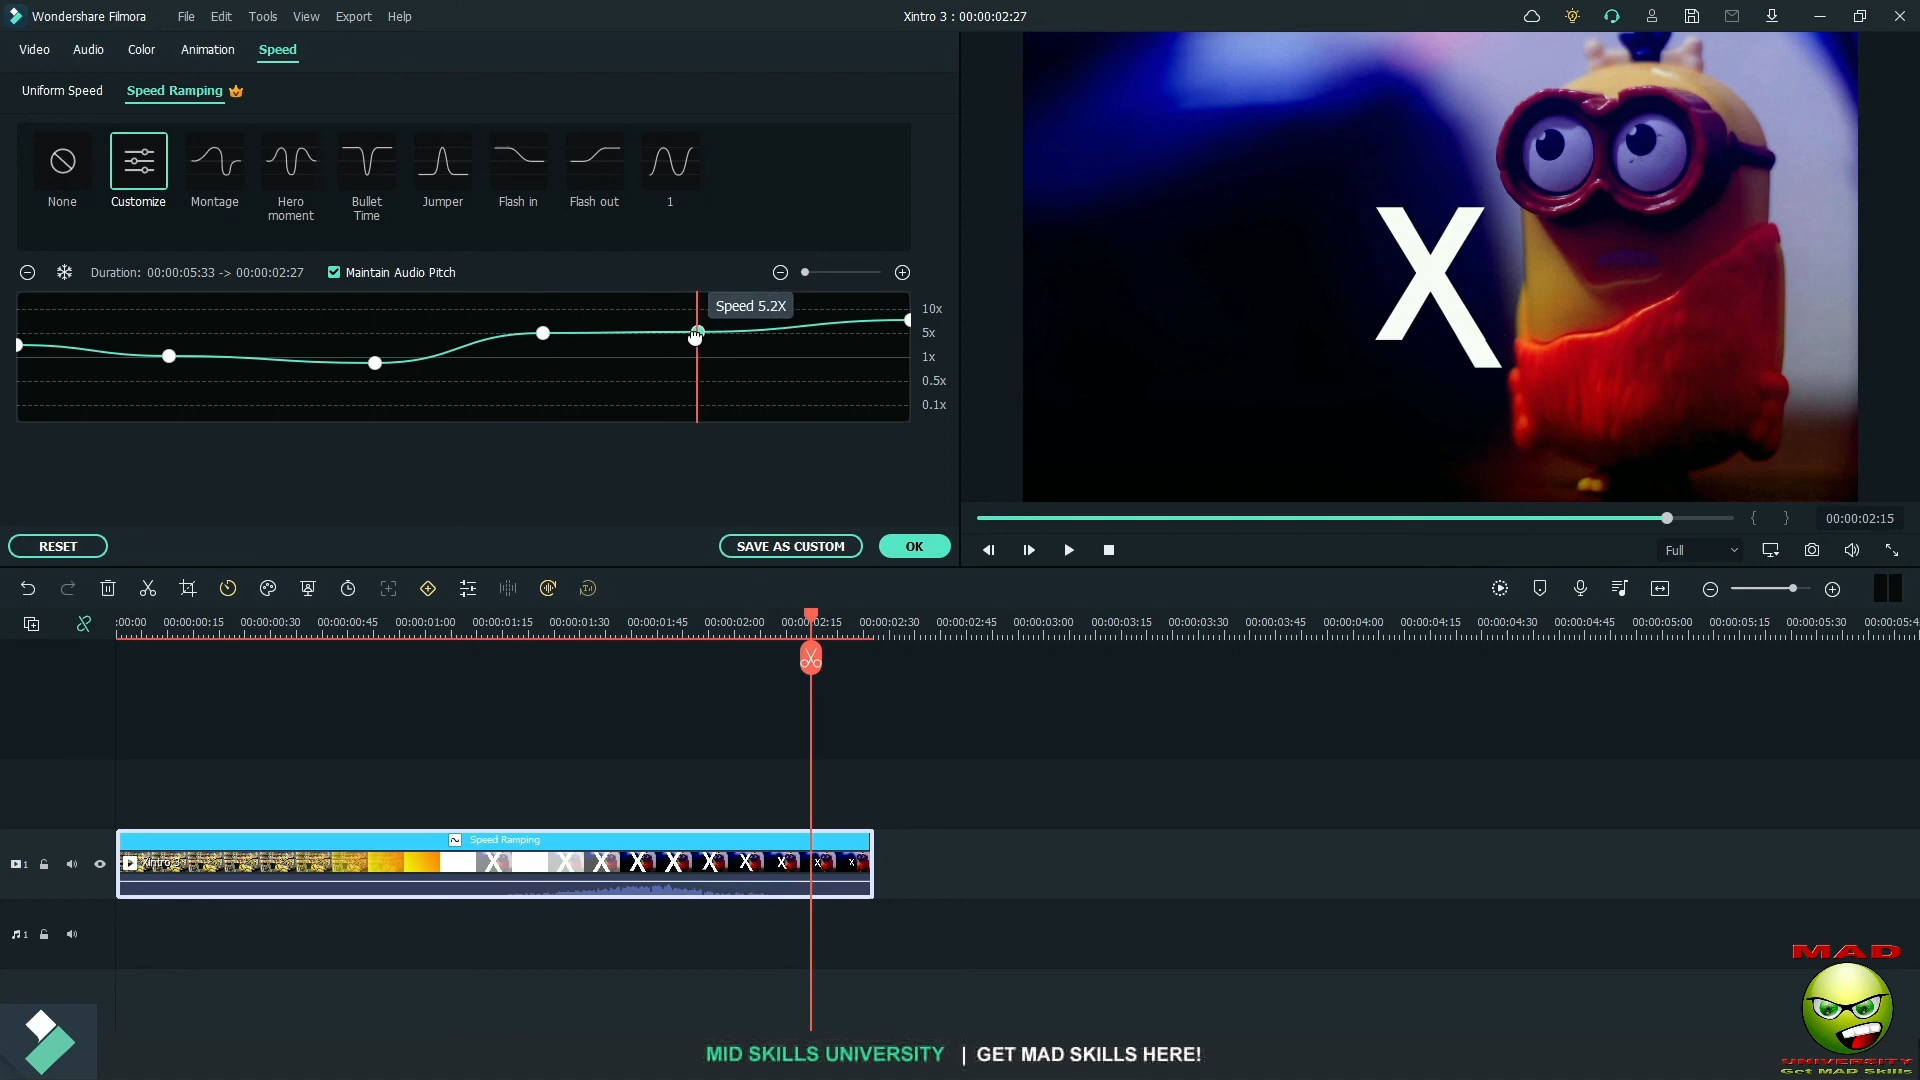 Wondershare Filmora File Edit Tools View Export Help Xintro 3 : 00:00:02:27
Video Audio Color Animation Speed
Uniform Speed Speed Ramping
None Customize Montage Hero moment Bullet Time Jumper Flash in Flash out 1
Duration: 00:00:05:33 -> 00:00:02:27 Maintain Audio Pitch
Speed 5.2X
10x
5x
1x
0.5x
0.1x
X
00:00:02:15
RESET SAVE AS CUSTOM OK
Full
:00:00 00:00:00:15 00:00:00:30 00:00:00:45 00:00:01:00 00:00:01:15 00:00:01:30 00:00:01:45 00:00:02:00 00:00:02:15 00:00:02:30 00:00:02:45 00:00:03:00 00:00:03:15 00:00:03:30 00:00:03:45 00:00:04:00 00:00:04:15 00:00:04:30 00:00:04:45 00:00:05:00 00:00:05:15 00:00:05:30 00:00:05:4
Speed Ramping
1 Xintro 3
1
MAD
UNIVERSITY
Get MAD Skills
MID SKILLS UNIVERSITY | GET MAD SKILLS HERE!